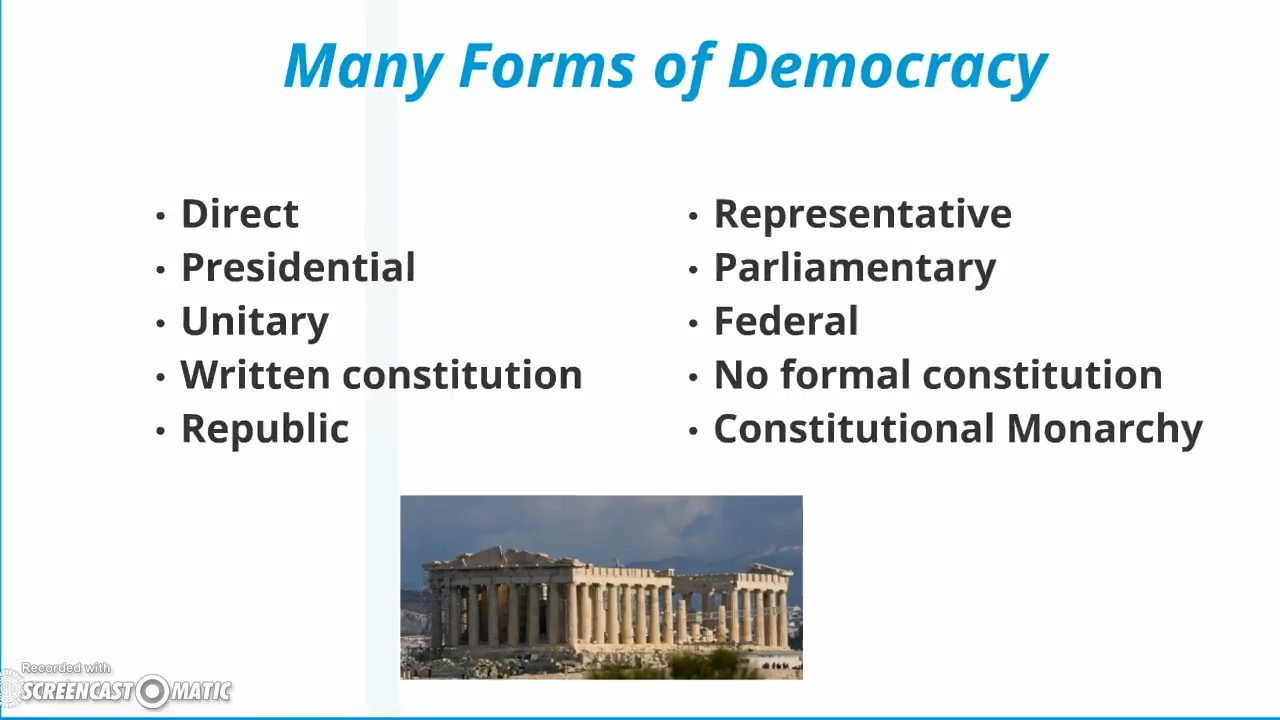 Many Forms of Democracy
• Direct
• Presidential
• Unitary
• Written constitution
• Republic
• Representative
• Parliamentary
• Federal
• No formal constitution
• Constitutional Monarchy
Recorded with
SCREENCAST O MATIC